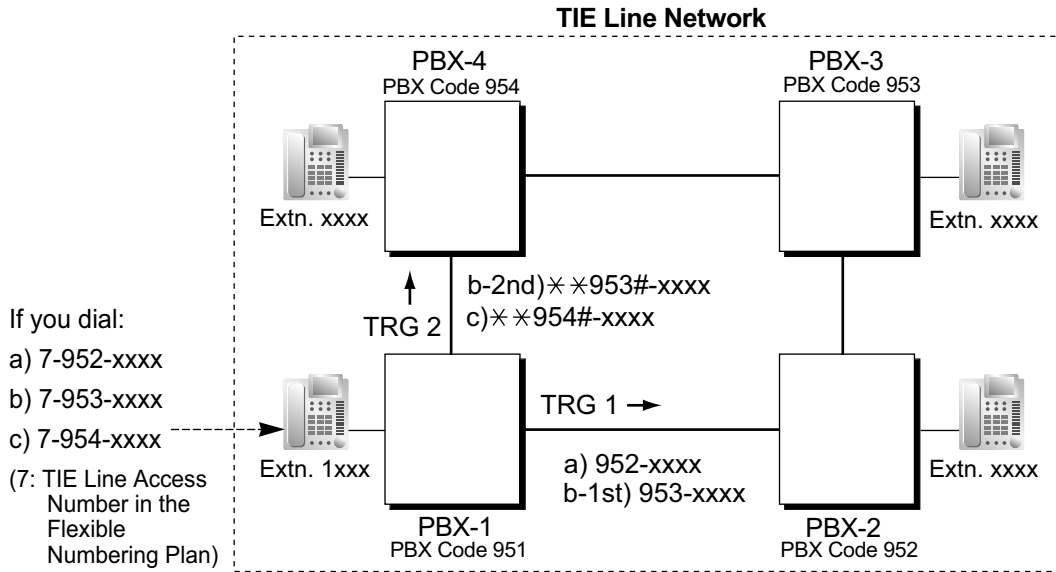 TIE Line Network
PBX-4
PBX Code 954
PBX-3
PBX Code 953
Extn. xxxx
Extn. xxxx
b-2nd)✳✳953#-xxxx
c)✳✳954#-xxxx
TRG 2
If you dial:
a) 7-952-xxxx
b) 7-953-xxxx
c) 7-954-xxxx
(7: TIE Line Access
Number in the
Flexible
Numbering Plan)
Extn. 1xxx
TRG 1
a) 952-xxxx
b-1st) 953-xxxx
Extn. xxxx
PBX-1
PBX Code 951
PBX-2
PBX Code 952